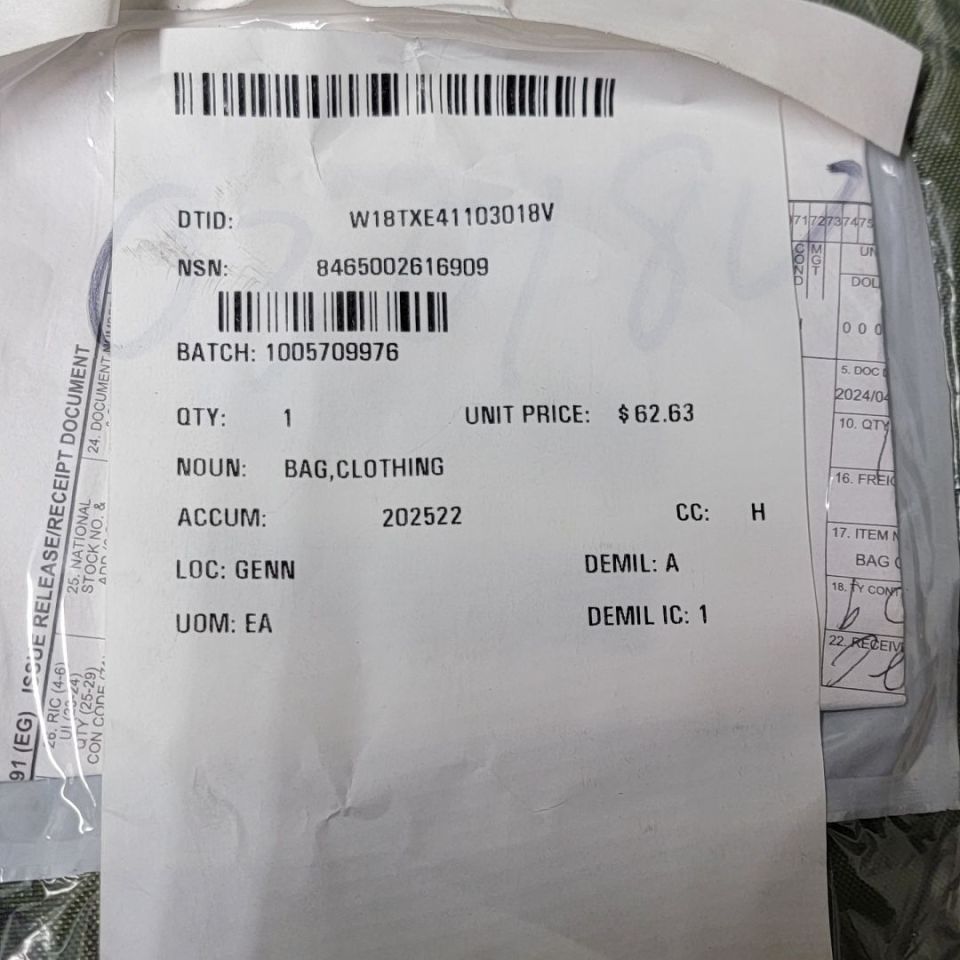 DTID: W18TXE41103018V
NSN: 8465002616909
BATCH: 1005709976
QTY: 1 UNIT PRICE: $62.63
NOUN: BAG,CLOTHING
ACCUM: 202522 CC: H
LOC: GENN DEMIL: A
UOM: EA DEMIL IC: 1
91 (EG) ISSUE RELEASE/RECEIPT DOCUMENT
26. RIC (4-6)
QTY (25-29)
25. NATIONAL
STOCK NO. &
24. DOCUMENT
7172737475
COND
MGT
DOL
000
5. DOC
2024/04
10. QTY
16. FREIG
17. ITEM N
BAG
18. TY CONT
22. RECEIV